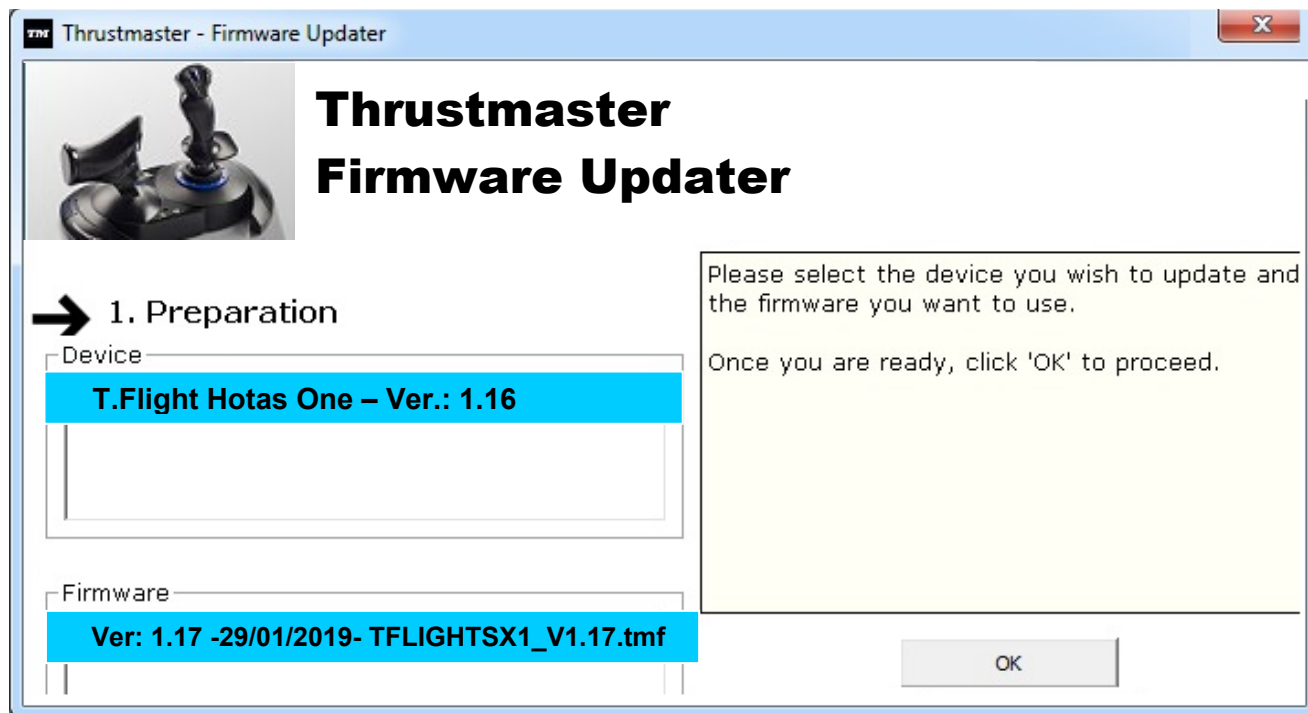 TM Thrustmaster - Firmware Updater
Thrustmaster
Firmware Updater
1. Preparation
Device
T.Flight Hotas One – Ver.: 1.16
Please select the device you wish to update and
the firmware you want to use.
Once you are ready, click 'OK' to proceed.
Firmware
Ver: 1.17 -29/01/2019- TFLIGHTSX1_V1.17.tmf
OK